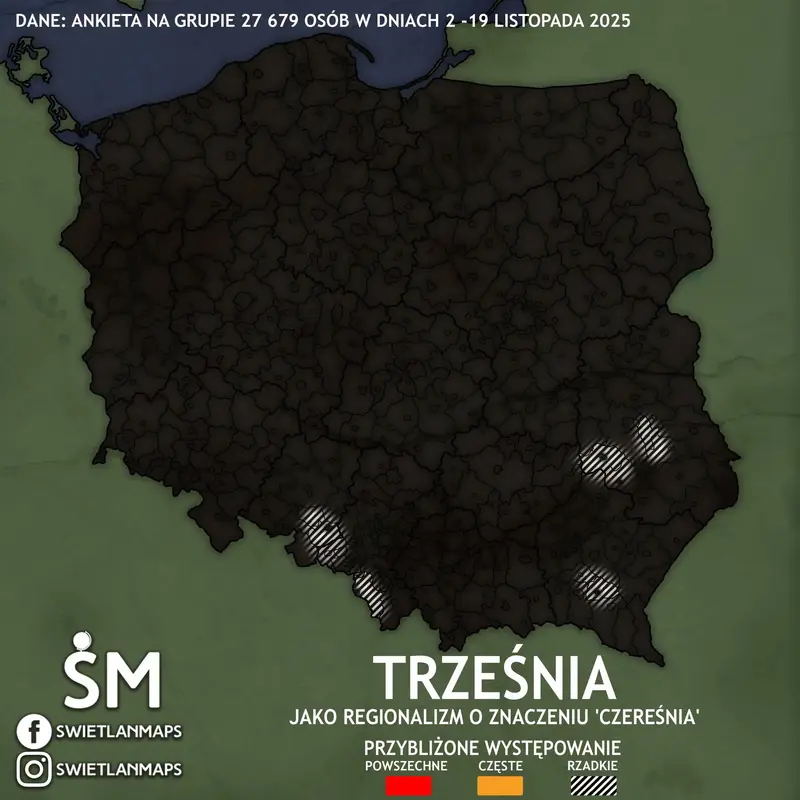 DANE: ANKIETA NA GRUPIE 27 679 OSÓB W DNIACH 2 -19 LISTOPADA 2025
ŚM
SWIETLANMAPS
SWIETLANMAPS
TRZEŚNIA
JAKO REGIONALIZM O ZNACZENIU 'CZEREŚNIA'
PRZYBLIŻONE WYSTĘPOWANIE
POWSZECHNE CZĘSTE RZADKIE